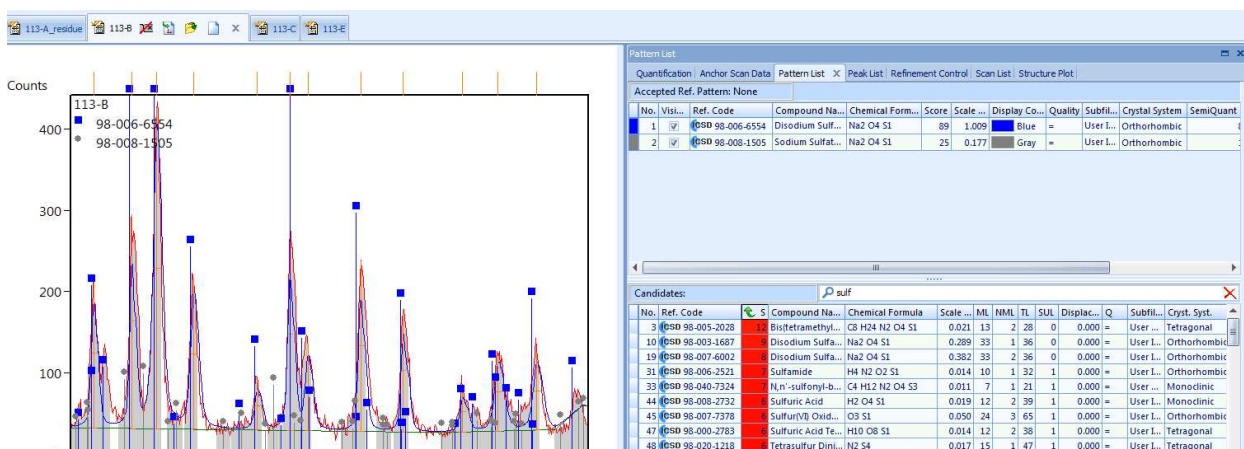 113-A_residue 113-B 113-C 113-E
Pattern List
Quantification Anchor Scan Data Pattern List X Peak List Refinement Control Scan List Structure Plot
Accepted Ref. Pattern: None
No. Visi... Ref. Code Compound Na... Chemical Form... Score Scale ... Display Co... Quality Subfil... Crystal System SemiQuant
1 ICSD 98-006-6554 Disodium Sulf... Na2 O4 S1 89 1.009 Blue = User I... Orthorhombic
2 ICSD 98-008-1505 Sodium Sulfat... Na2 O4 S1 25 0.177 Gray = User I... Orthorhombic
Counts
113-B
98-006-6554
98-008-1505
400
300
200
100
Candidates: sulf
No. Ref. Code S Compound Na... Chemical Formula Scale ... ML NML TL SUL Displac... Q Subfil... Cryst. Syst.
3 ICSD 98-005-2028 12 Bis(tetramethyl... C8 H24 N2 O4 S1 0.021 13 2 28 0 0.000 = User ... Tetragonal
10 ICSD 98-003-1687 9 Disodium Sulfa... Na2 O4 S1 0.289 33 1 36 0 0.000 = User I... Orthorhombic
19 ICSD 98-007-6002 8 Disodium Sulfa... Na2 O4 S1 0.382 33 2 36 0 0.000 = User I... Orthorhombic
31 ICSD 98-006-2521 7 Sulfamide H4 N2 O2 S1 0.014 10 1 32 1 0.000 = User I... Orthorhombic
33 ICSD 98-040-7324 7 N,n'-sulfonyl-b... C4 H12 N2 O4 S3 0.011 7 1 21 1 0.000 = User ... Monoclinic
44 ICSD 98-008-2732 6 Sulfuric Acid H2 O4 S1 0.019 12 2 39 1 0.000 = User I... Monoclinic
45 ICSD 98-007-7378 6 Sulfur(VI) Oxid... O3 S1 0.050 24 3 65 1 0.000 = User I... Orthorhombic
47 ICSD 98-000-2783 6 Sulfuric Acid Te... H10 O8 S1 0.014 12 2 38 1 0.000 = User I... Tetragonal
48 ICSD 98-020-1218 6 Tetrasulfur Dini... N2 S4 0.017 15 1 47 1 0.000 = User I... Tetragonal